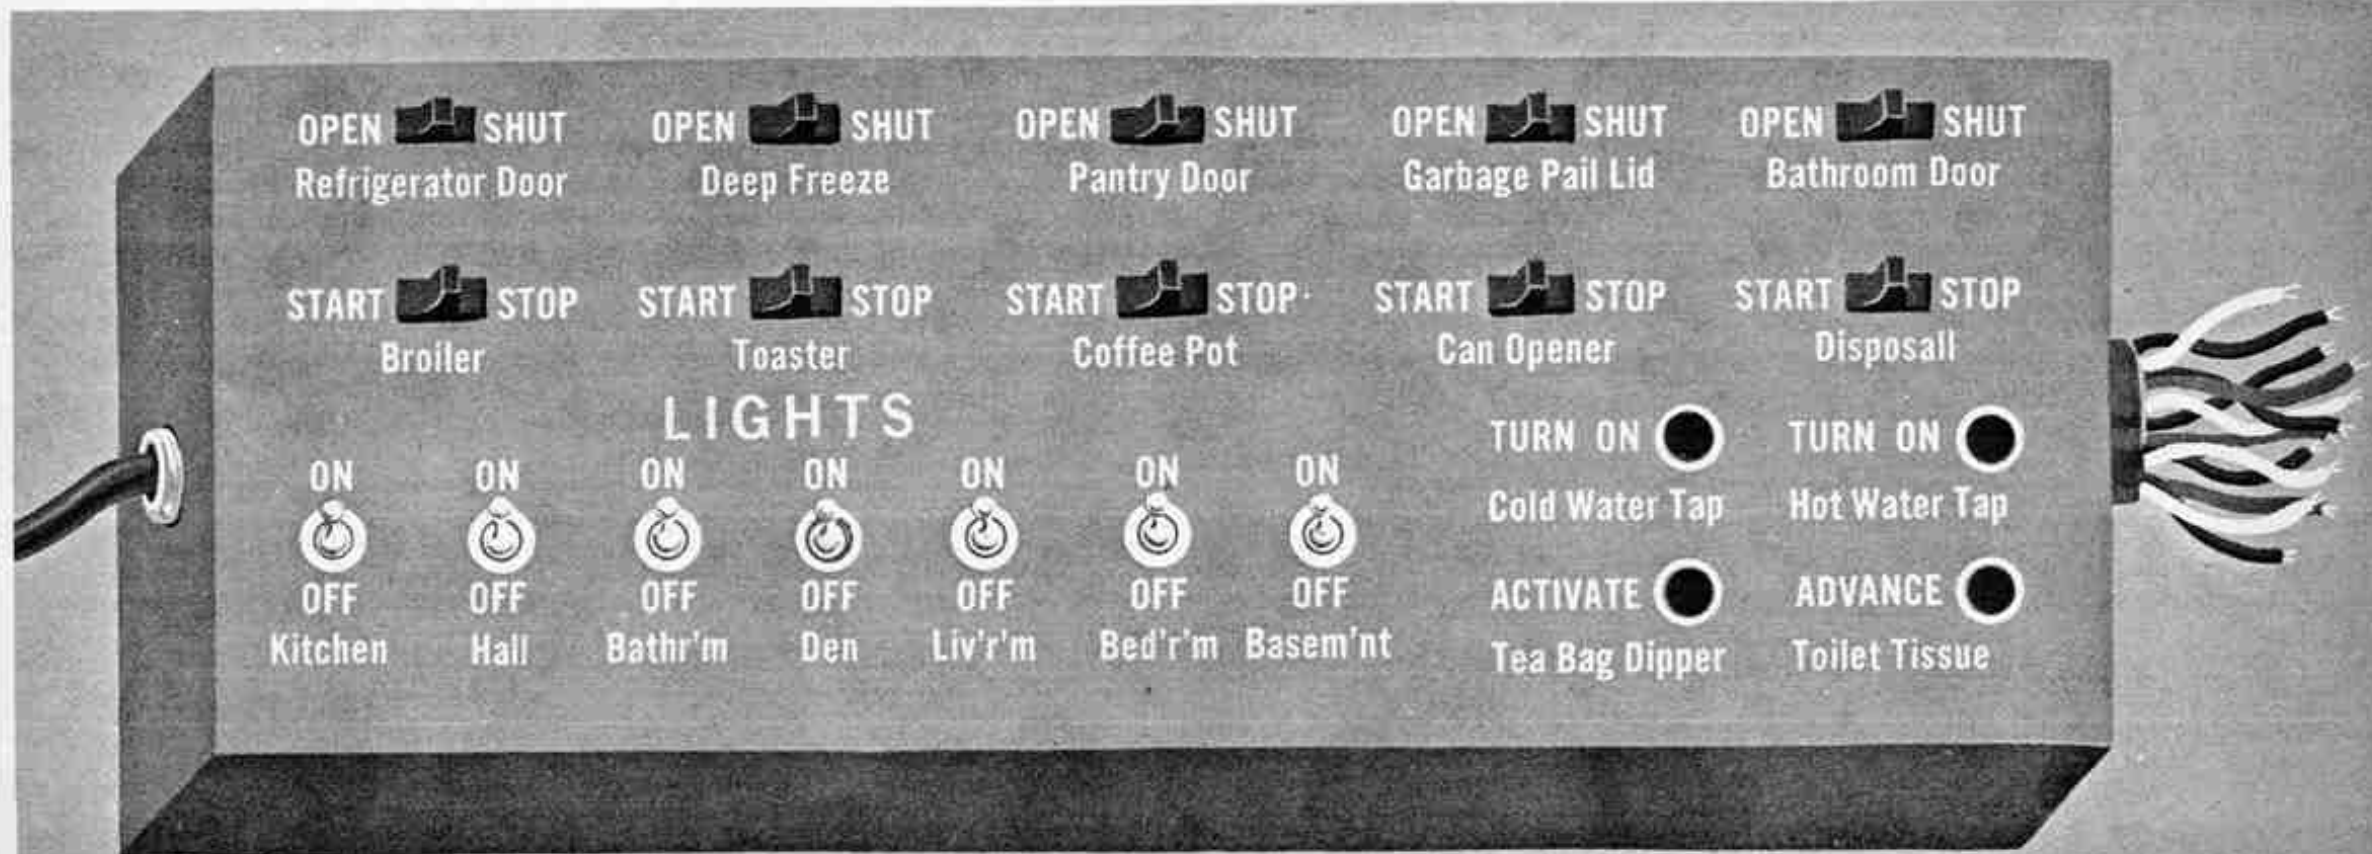 OPEN SHUT OPEN SHUT OPEN SHUT OPEN SHUT OPEN SHUT
Refrigerator Door Deep Freeze Pantry Door Garbage Pail Lid Bathroom Door
START STOP START STOP START STOP START STOP START STOP
Broiler Toaster Coffee Pot Can Opener Disposall
LIGHTS
ON ON ON ON ON ON ON
OFF OFF OFF OFF OFF OFF OFF
Kitchen Hall Bathr'm Den Liv'r'm Bed'r'm Basem'nt
TURN ON TURN ON
Cold Water Tap Hot Water Tap
ACTIVATE ADVANCE
Tea Bag Dipper Toilet Tissue